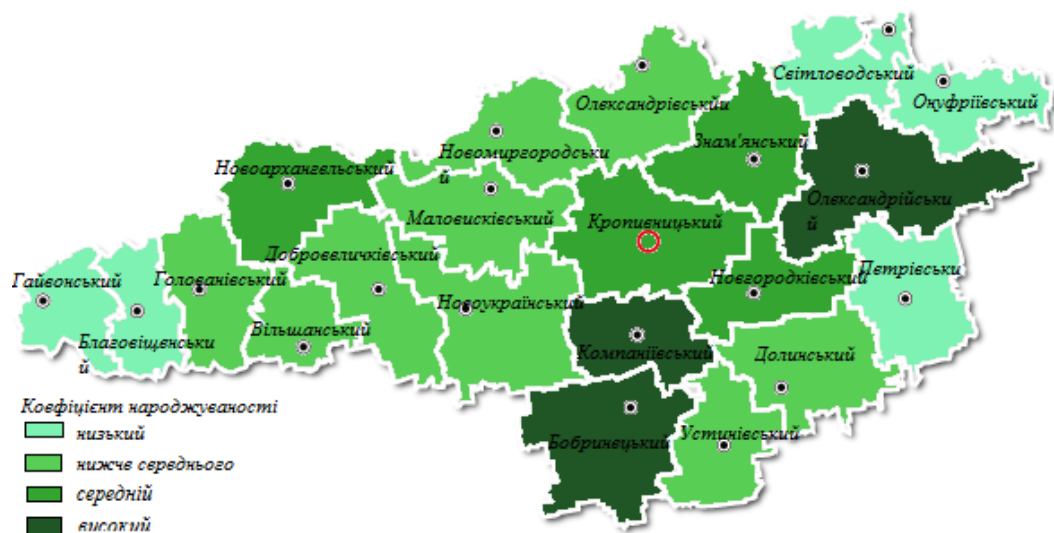 Світловодський
Онуфріївський
Олександрівський
Знам'янський
Новомиргородськи
й
Новоархангельський
Олександрійськи
й
Маловисківський
Кропивницький
Добровеличківський
Петрівськи
Гайвонський
Голованівський
Новгородківський
Новоукраїнський
Вільшанський
Благовіщенськи
й
Компаніївський
Долинський
Бобринецький
Устинівський
Коефіцієнт народжуваності
низький
нижче середнього
середній
високий